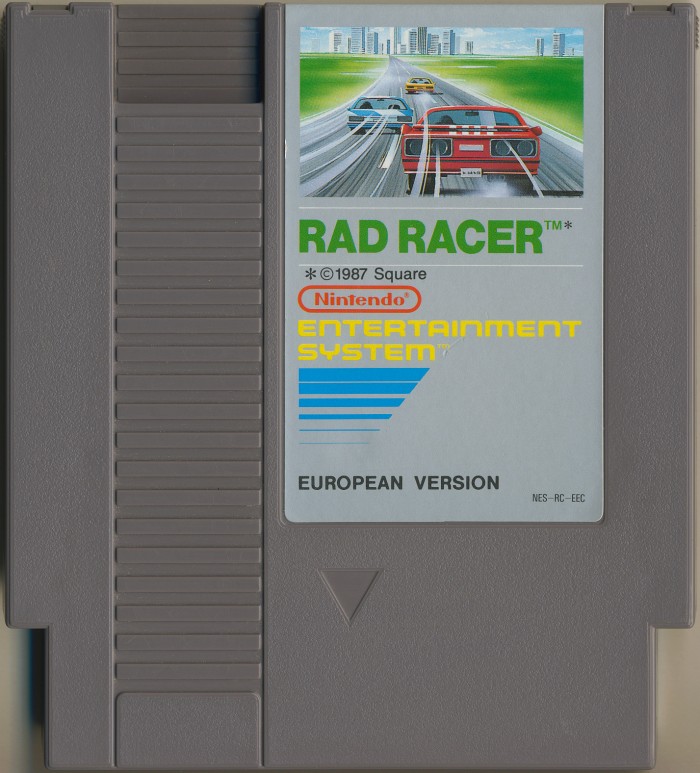 RAD RACER™*
*©1987 Square
Nintendo®
ENTERTAINMENT
SYSTEM™
EUROPEAN VERSION
NES-RC-EEC